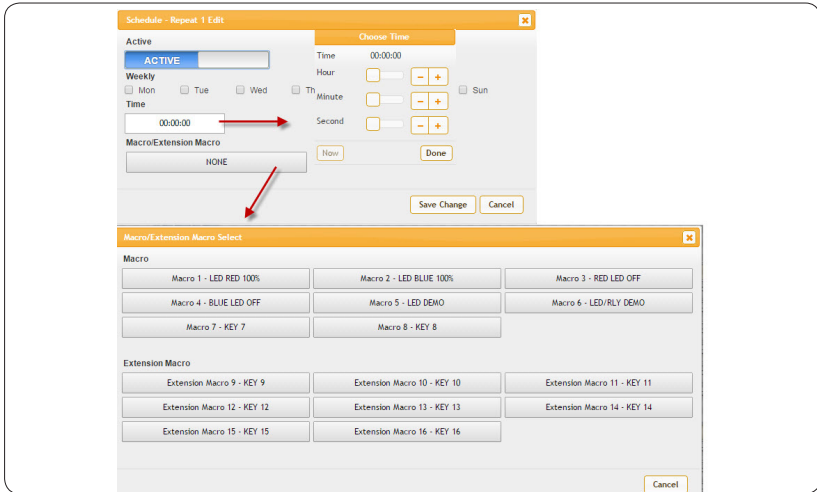 Schedule - Repeat 1 Edit
Active
ACTIVE
Weekly
Mon Tue Wed Th Sun
Time
00:00:00
Macro/Extension Macro
NONE
Choose Time
Time 00:00:00
Hour - +
Minute - +
Second - +
Now Done
Save Change Cancel
Macro/Extension Macro Select
Macro
Macro 1 - LED RED 100% Macro 2 - LED BLUE 100% Macro 3 - RED LED OFF
Macro 4 - BLUE LED OFF Macro 5 - LED DEMO Macro 6 - LED/RLY DEMO
Macro 7 - KEY 7 Macro 8 - KEY 8
Extension Macro
Extension Macro 9 - KEY 9 Extension Macro 10 - KEY 10 Extension Macro 11 - KEY 11
Extension Macro 12 - KEY 12 Extension Macro 13 - KEY 13 Extension Macro 14 - KEY 14
Extension Macro 15 - KEY 15 Extension Macro 16 - KEY 16
Cancel